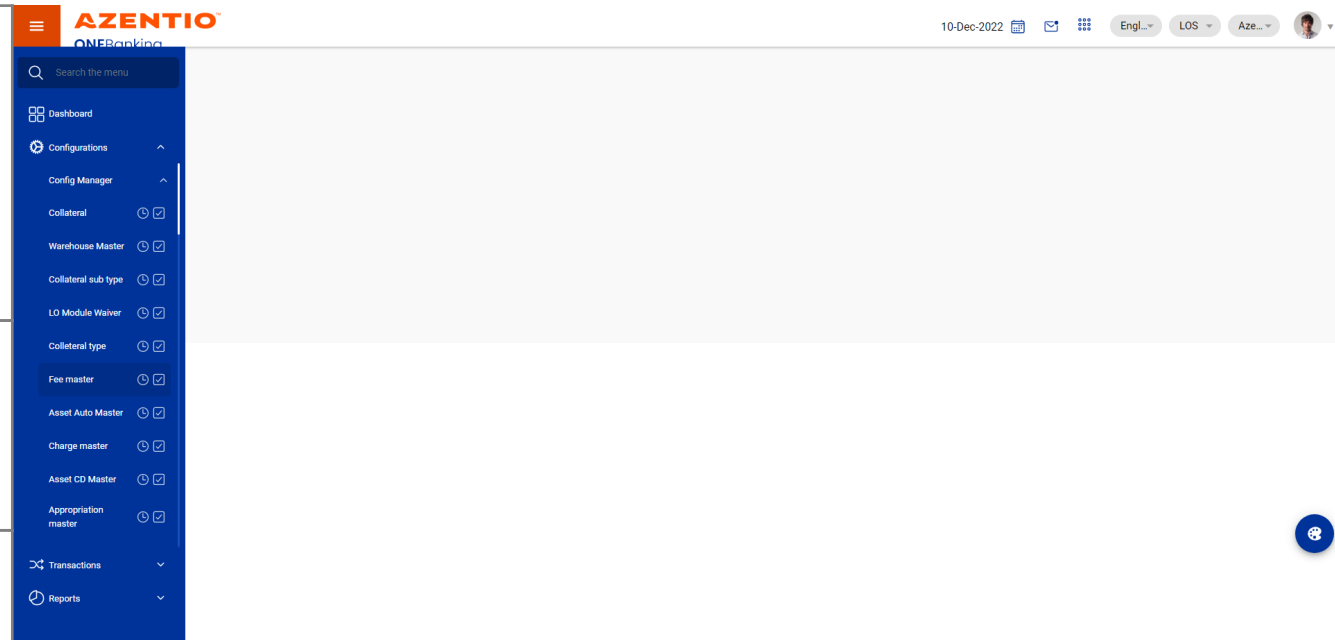 AZENTIO™
ONEBanking
10-Dec-2022
Engl...
LOS
Aze...
Search the menu
Dashboard
Configurations
Config Manager
Collateral
Warehouse Master
Collateral sub type
LO Module Waiver
Colleteral type
Fee master
Asset Auto Master
Charge master
Asset CD Master
Appropriation
master
Transactions
Reports